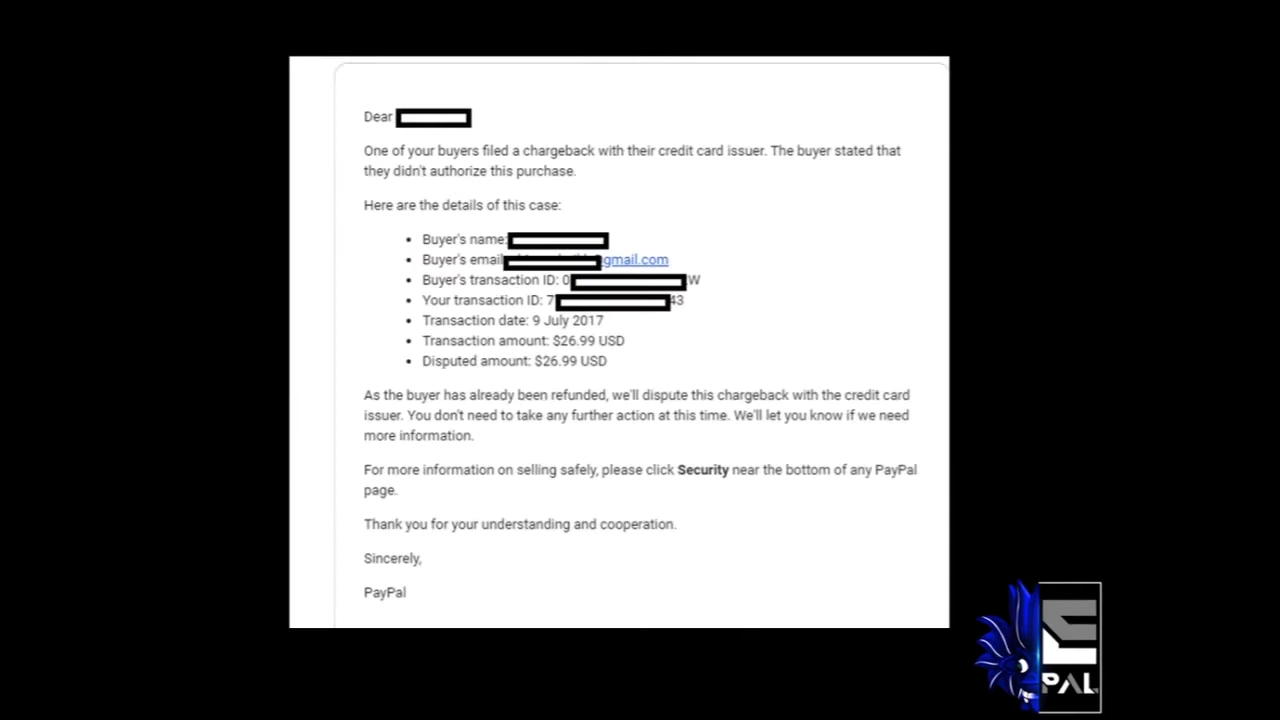 Dear
One of your buyers filed a chargeback with their credit card issuer. The buyer stated that
they didn't authorize this purchase.
Here are the details of this case:
• Buyer's name:
• Buyer's email @gmail.com
• Buyer's transaction ID: 0 W
• Your transaction ID: 7 43
• Transaction date: 9 July 2017
• Transaction amount: $26.99 USD
• Disputed amount: $26.99 USD
As the buyer has already been refunded, we'll dispute this chargeback with the credit card
issuer. You don't need to take any further action at this time. We'll let you know if we need
more information.
For more information on selling safely, please click Security near the bottom of any PayPal
page.
Thank you for your understanding and cooperation.
Sincerely,
PayPal
PAL